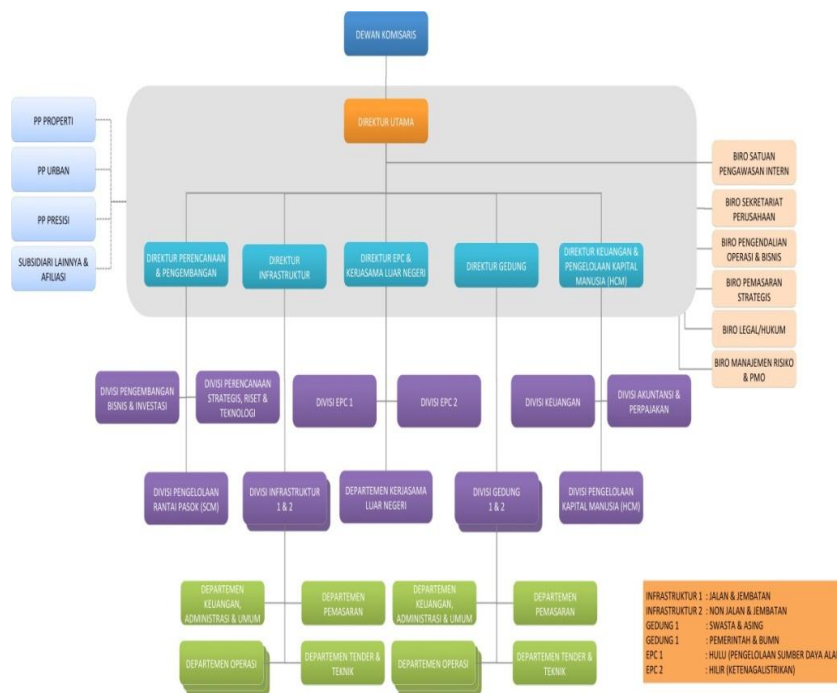 DEWAN KOMISARIS
DIREKTUR UTAMA
PP PROPERTI
PP URBAN
PP PRESISI
SUBSIDIARI LAINNYA &
AFILIASI
BIRO SATUAN
PENGAWASAN INTERN
BIRO SEKRETARIAT
PERUSAHAAN
BIRO PENGENDALIAN
OPERASI & BISNIS
BIRO PEMASARAN
STRATEGIS
BIRO LEGAL/HUKUM
BIRO MANAJEMEN RISIKO
& PMO
DIREKTUR PERENCANAAN
& PENGEMBANGAN
DIREKTUR
INFRASTRUKTUR
DIREKTUR EPC &
KERJASAMA LUAR NEGERI
DIREKTUR GEDUNG
DIREKTUR KEUANGAN &
PENGELOLAAN KAPITAL
MANUSIA (HCM)
DIVISI PENGEMBANGAN
BISNIS & INVESTASI
DIVISI PERENCANAAN
STRATEGIS, RISET &
TEKNOLOGI
DIVISI EPC 1
DIVISI EPC 2
DIVISI KEUANGAN
DIVISI AKUNTANSI &
PERPAJAKAN
DIVISI PENGELOLAAN
RANTAI PASOK (SCM)
DIVISI INFRASTRUKTUR
1 & 2
DEPARTEMEN KERJASAMA
LUAR NEGERI
DIVISI GEDUNG
1 & 2
DIVISI PENGELOLAAN
KAPITAL MANUSIA (HCM)
DEPARTEMEN
KEUANGAN,
ADMINISTRASI & UMUM
DEPARTEMEN
PEMASARAN
DEPARTEMEN
KEUANGAN,
ADMINISTRASI & UMUM
DEPARTEMEN
PEMASARAN
DEPARTEMEN OPERASI
DEPARTEMEN TENDER &
TEKNIK
DEPARTEMEN OPERASI
DEPARTEMEN TENDER &
TEKNIK
INFRASTRUKTUR 1 : JALAN & JEMBATAN
INFRASTRUKTUR 2 : NON JALAN & JEMBATAN
GEDUNG 1 : SWASTA & ASING
GEDUNG 1 : PEMERINTAH & BUMN
EPC 1 : HULU (PENGELOLAAN SUMBER DAYA ALA
EPC 2 : HILIR (KETENAGALISTRIKAN)